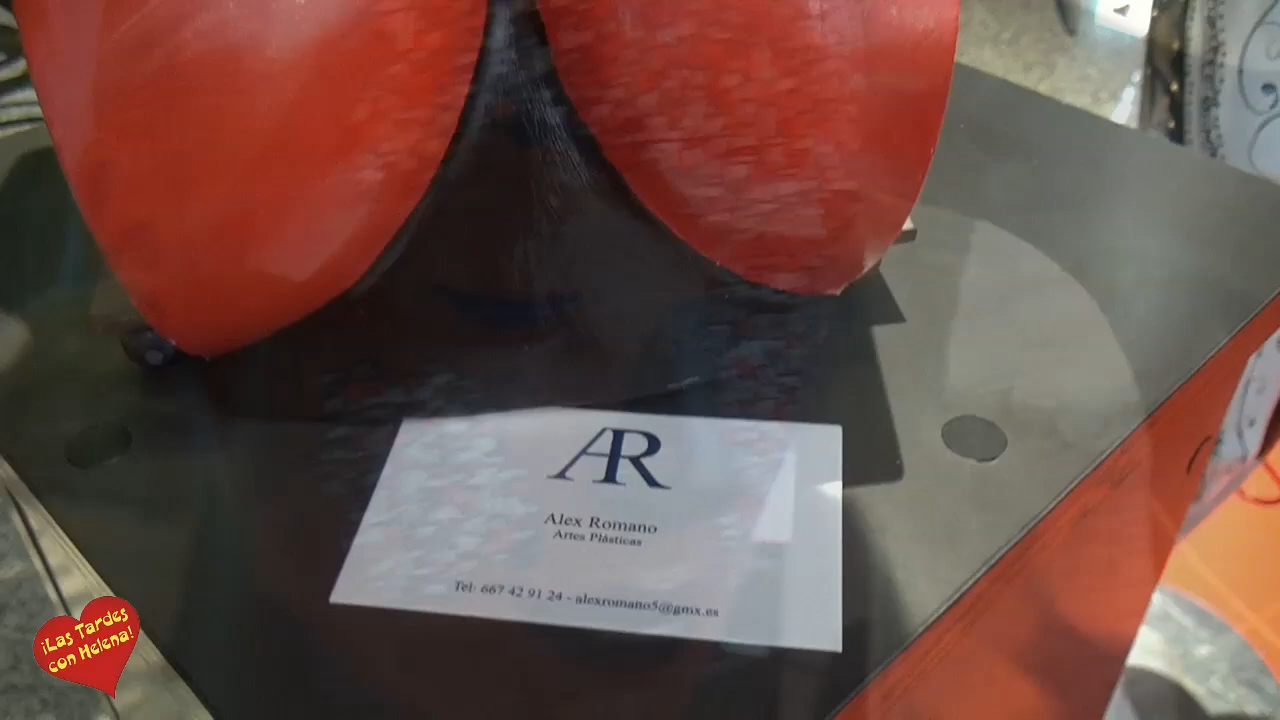 AR
Alex Romano
Artes Plásticas
Tel: 667 42 91 24 - alexromano5@gmx.es
¡Las Tardes
con Helena!